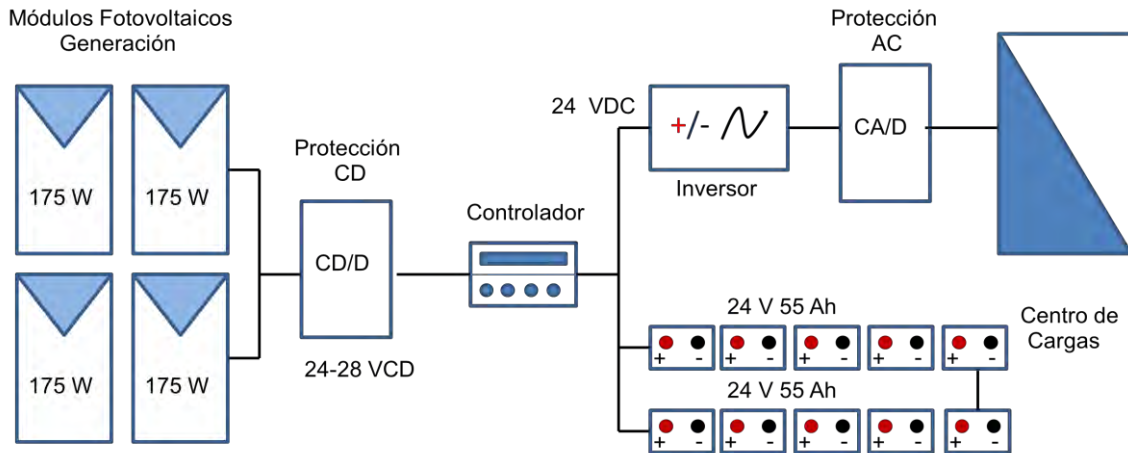 Módulos Fotovoltaicos
Generación
175 W
175 W
175 W
175 W
Protección
CD
CD/D
24-28 VCD
Controlador
24 VDC
+/-
Inversor
Protección
AC
CA/D
24 V 55 Ah
+ - + - + - + - + -
24 V 55 Ah
+ - + - + - + - + -
Centro de
Cargas